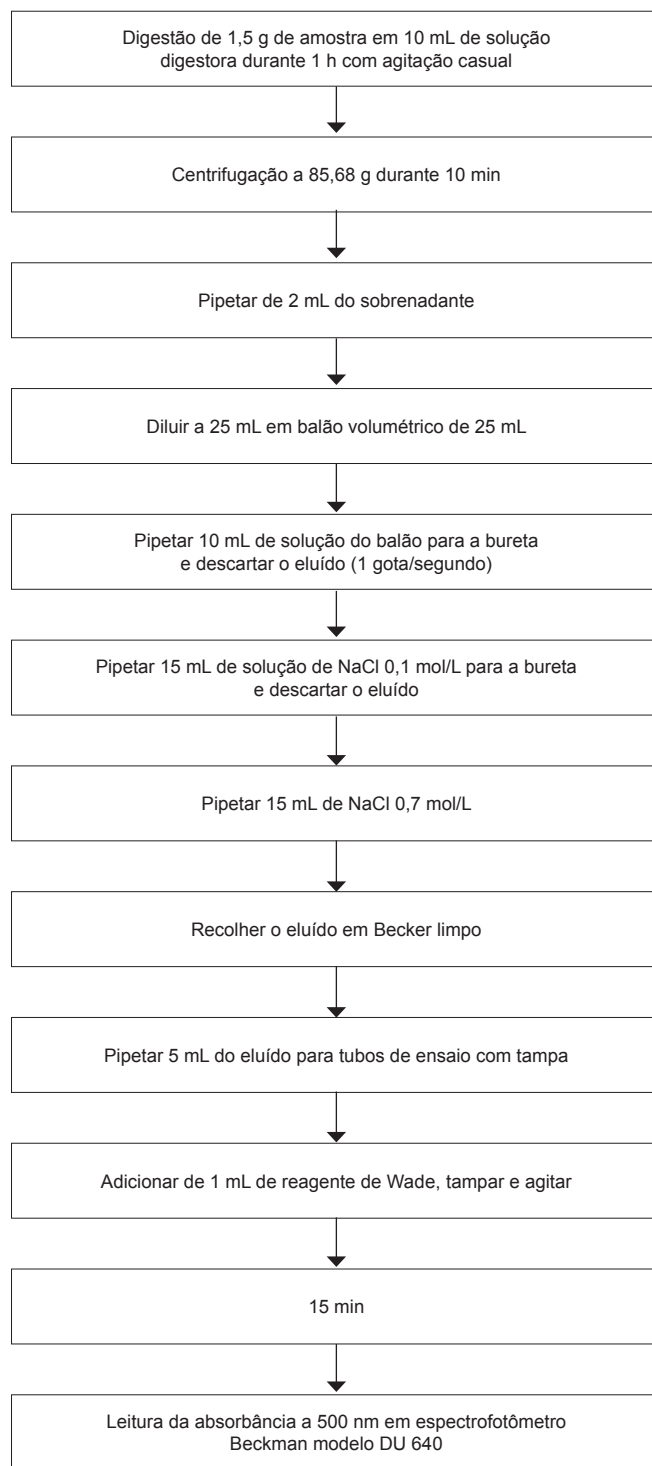 Digestão de 1,5 g de amostra em 10 mL de solução
digestora durante 1 h com agitação casual
Centrifugação a 85,68 g durante 10 min
Pipetar de 2 mL do sobrenadante
Diluir a 25 mL em balão volumétrico de 25 mL
Pipetar 10 mL de solução do balão para a bureta
e descartar o eluído (1 gota/segundo)
Pipetar 15 mL de solução de NaCl 0,1 mol/L para a bureta
e descartar o eluído
Pipetar 15 mL de NaCl 0,7 mol/L
Recolher o eluído em Becker limpo
Pipetar 5 mL do eluído para tubos de ensaio com tampa
Adicionar de 1 mL de reagente de Wade, tampar e agitar
15 min
Leitura da absorbância a 500 nm em espectrofotômetro
Beckman modelo DU 640